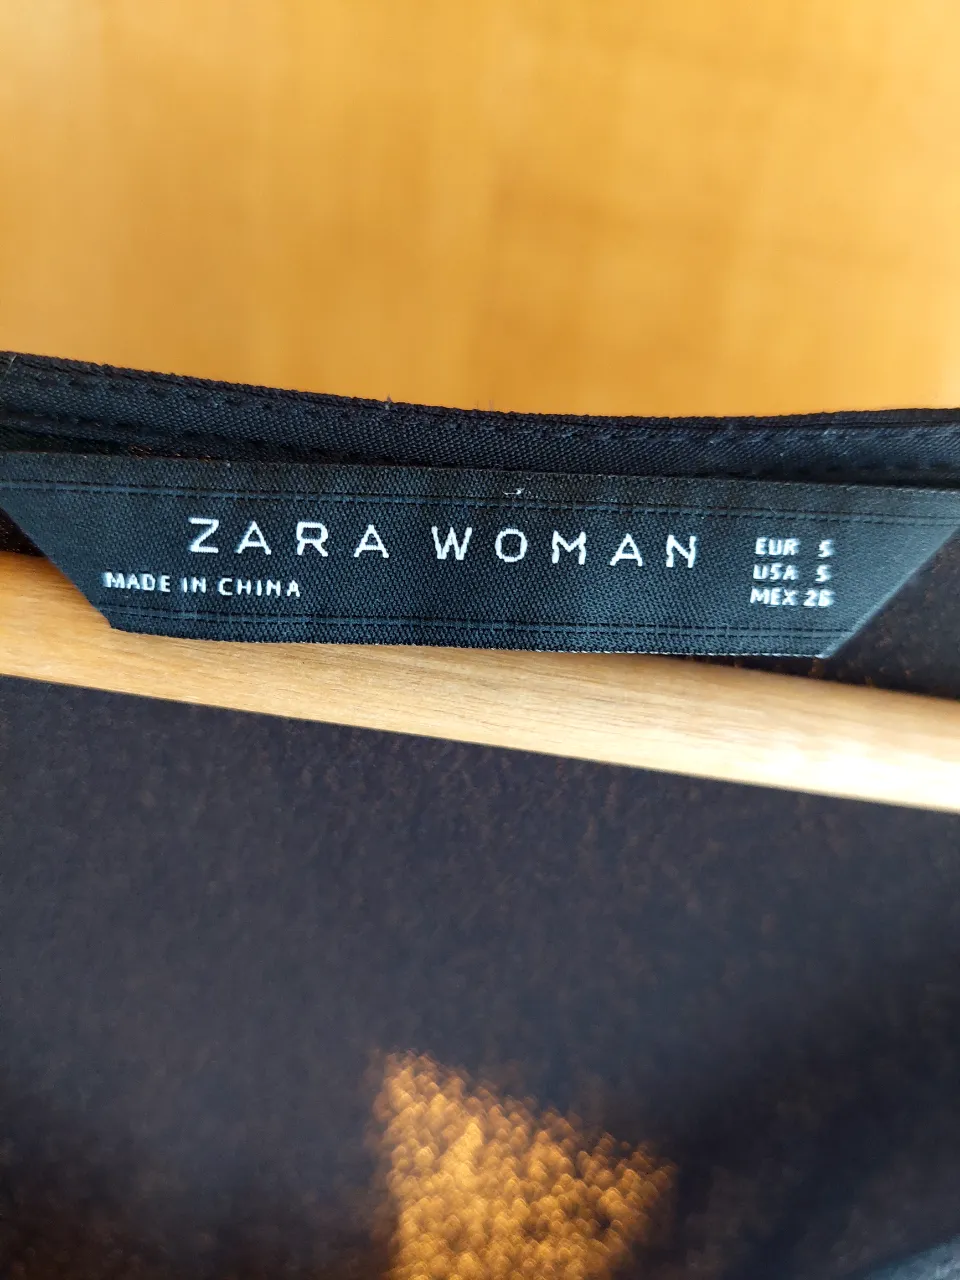 ZARA WOMAN
MADE IN CHINA
EUR S
USA S
MEX 26